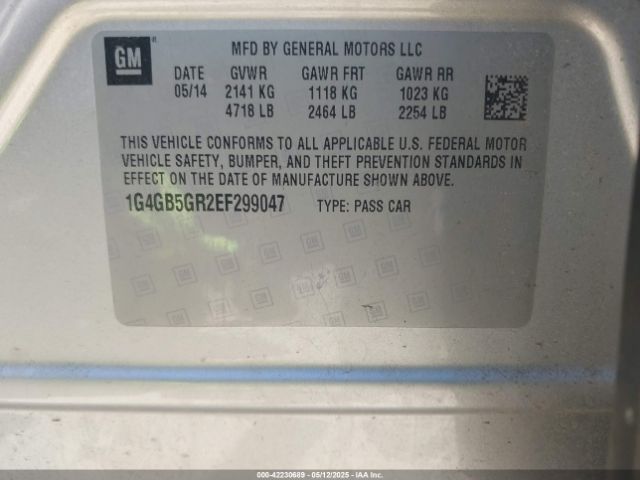 GM
MFD BY GENERAL MOTORS LLC
DATE GVWR GAWR FRT GAWR RR
05/14 2141 KG 1118 KG 1023 KG
4718 LB 2464 LB 2254 LB
THIS VEHICLE CONFORMS TO ALL APPLICABLE U.S. FEDERAL MOTOR
VEHICLE SAFETY, BUMPER, AND THEFT PREVENTION STANDARDS IN
EFFECT ON THE DATE OF MANUFACTURE SHOWN ABOVE.
1G4GB5GR2EF299047 TYPE: PASS CAR
000-42230689 - 05/12/2025 - IAA Inc.